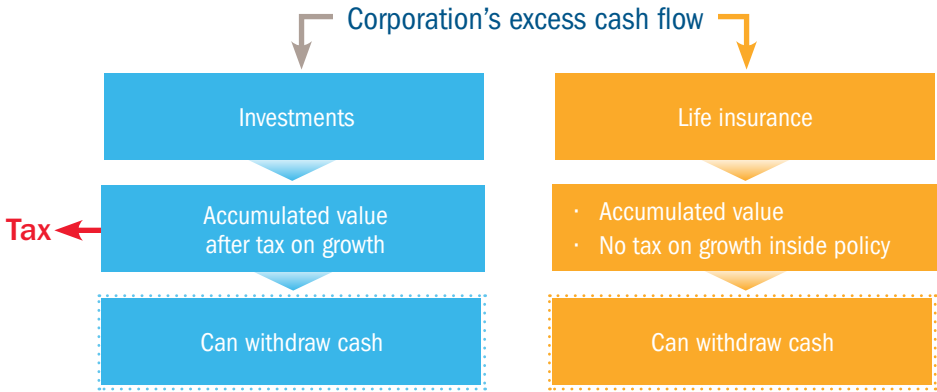 Corporation’s excess cash flow
Investments
Life insurance
Tax
Accumulated value
after tax on growth
· Accumulated value
· No tax on growth inside policy
Can withdraw cash
Can withdraw cash